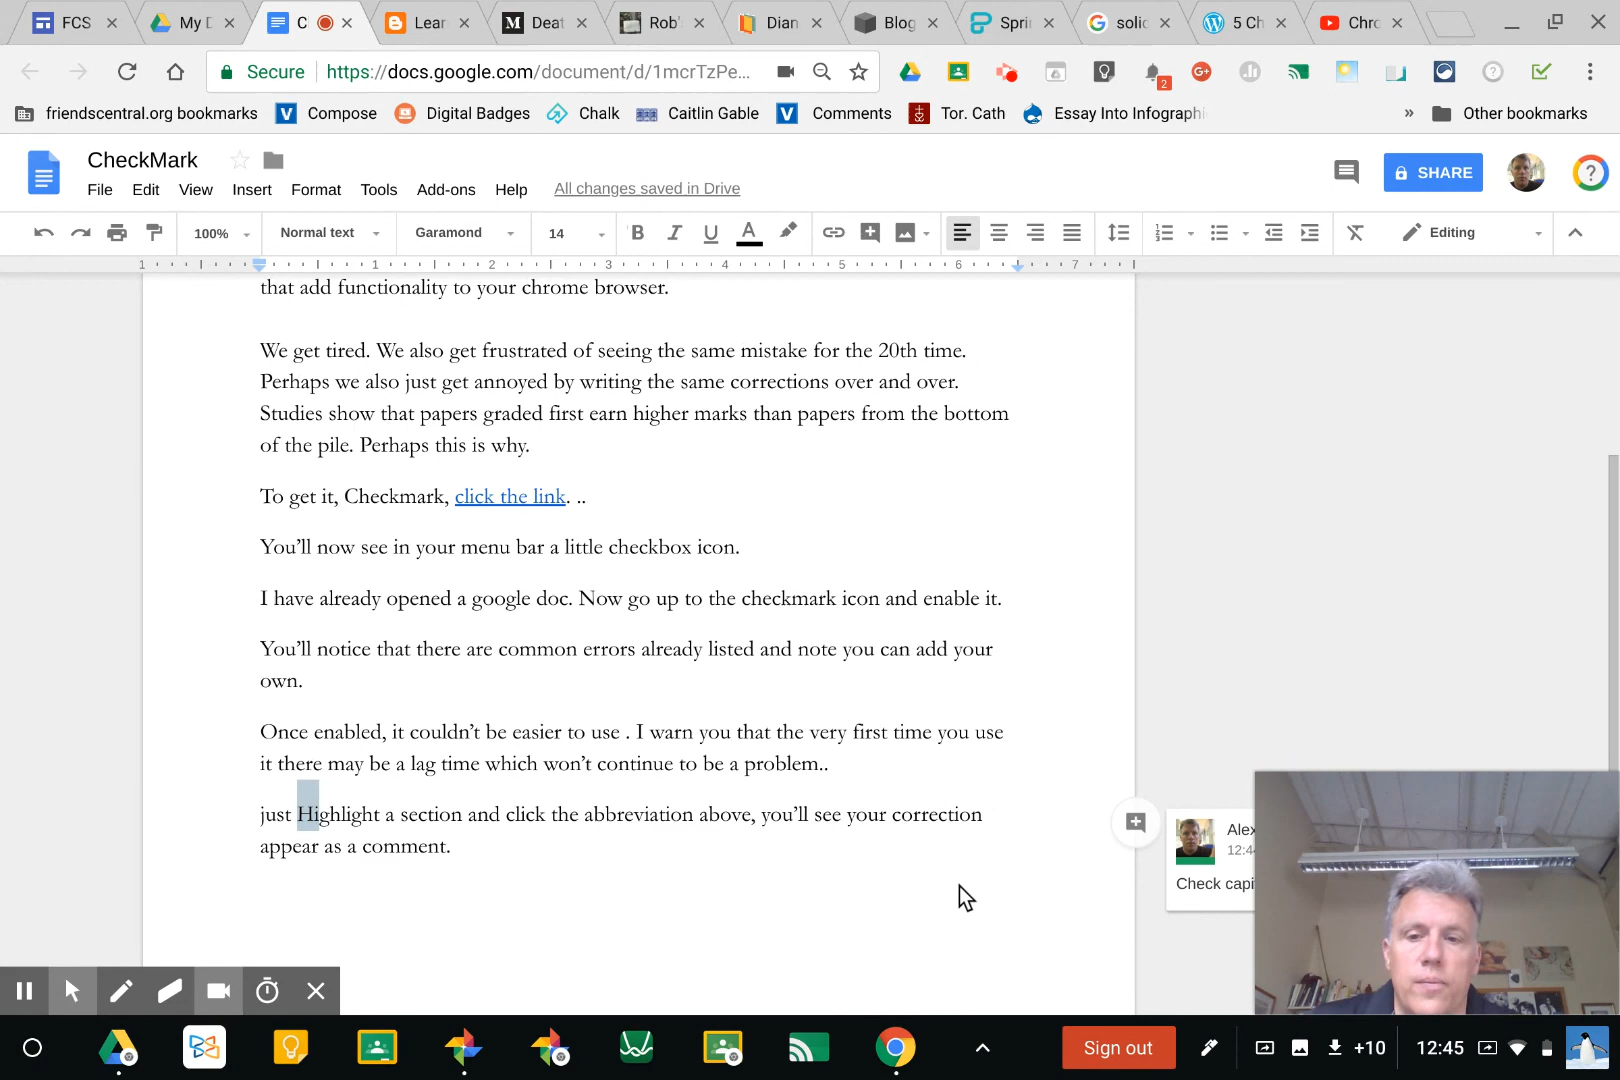 FCS
My D
C
Lear
Deat
Rob'
Dian
Blog
Spri
solic
5 Ch
Chro
Secure
https://docs.google.com/document/d/1mcrTzPe...
2
friendscentral.org bookmarks
Compose
Digital Badges
Chalk
Caitlin Gable
Comments
Tor. Cath
Essay Into Infographi
»
Other bookmarks
CheckMark
SHARE
File Edit View Insert Format Tools Add-ons Help All changes saved in Drive
100% Normal text Garamond 14 B I U A Editing
1 1 2 3 4 5 6 7
that add functionality to your chrome browser.
We get tired. We also get frustrated of seeing the same mistake for the 20th time.
Perhaps we also just get annoyed by writing the same corrections over and over.
Studies show that papers graded first earn higher marks than papers from the bottom
of the pile. Perhaps this is why.
To get it, Checkmark, click the link. ..
You'll now see in your menu bar a little checkbox icon.
I have already opened a google doc. Now go up to the checkmark icon and enable it.
You'll notice that there are common errors already listed and note you can add your
own.
Once enabled, it couldn't be easier to use . I warn you that the very first time you use
it there may be a lag time which won't continue to be a problem..
just Highlight a section and click the abbreviation above, you'll see your correction
appear as a comment.
Alex
12:44
Check capi
Sign out
+10
12:45